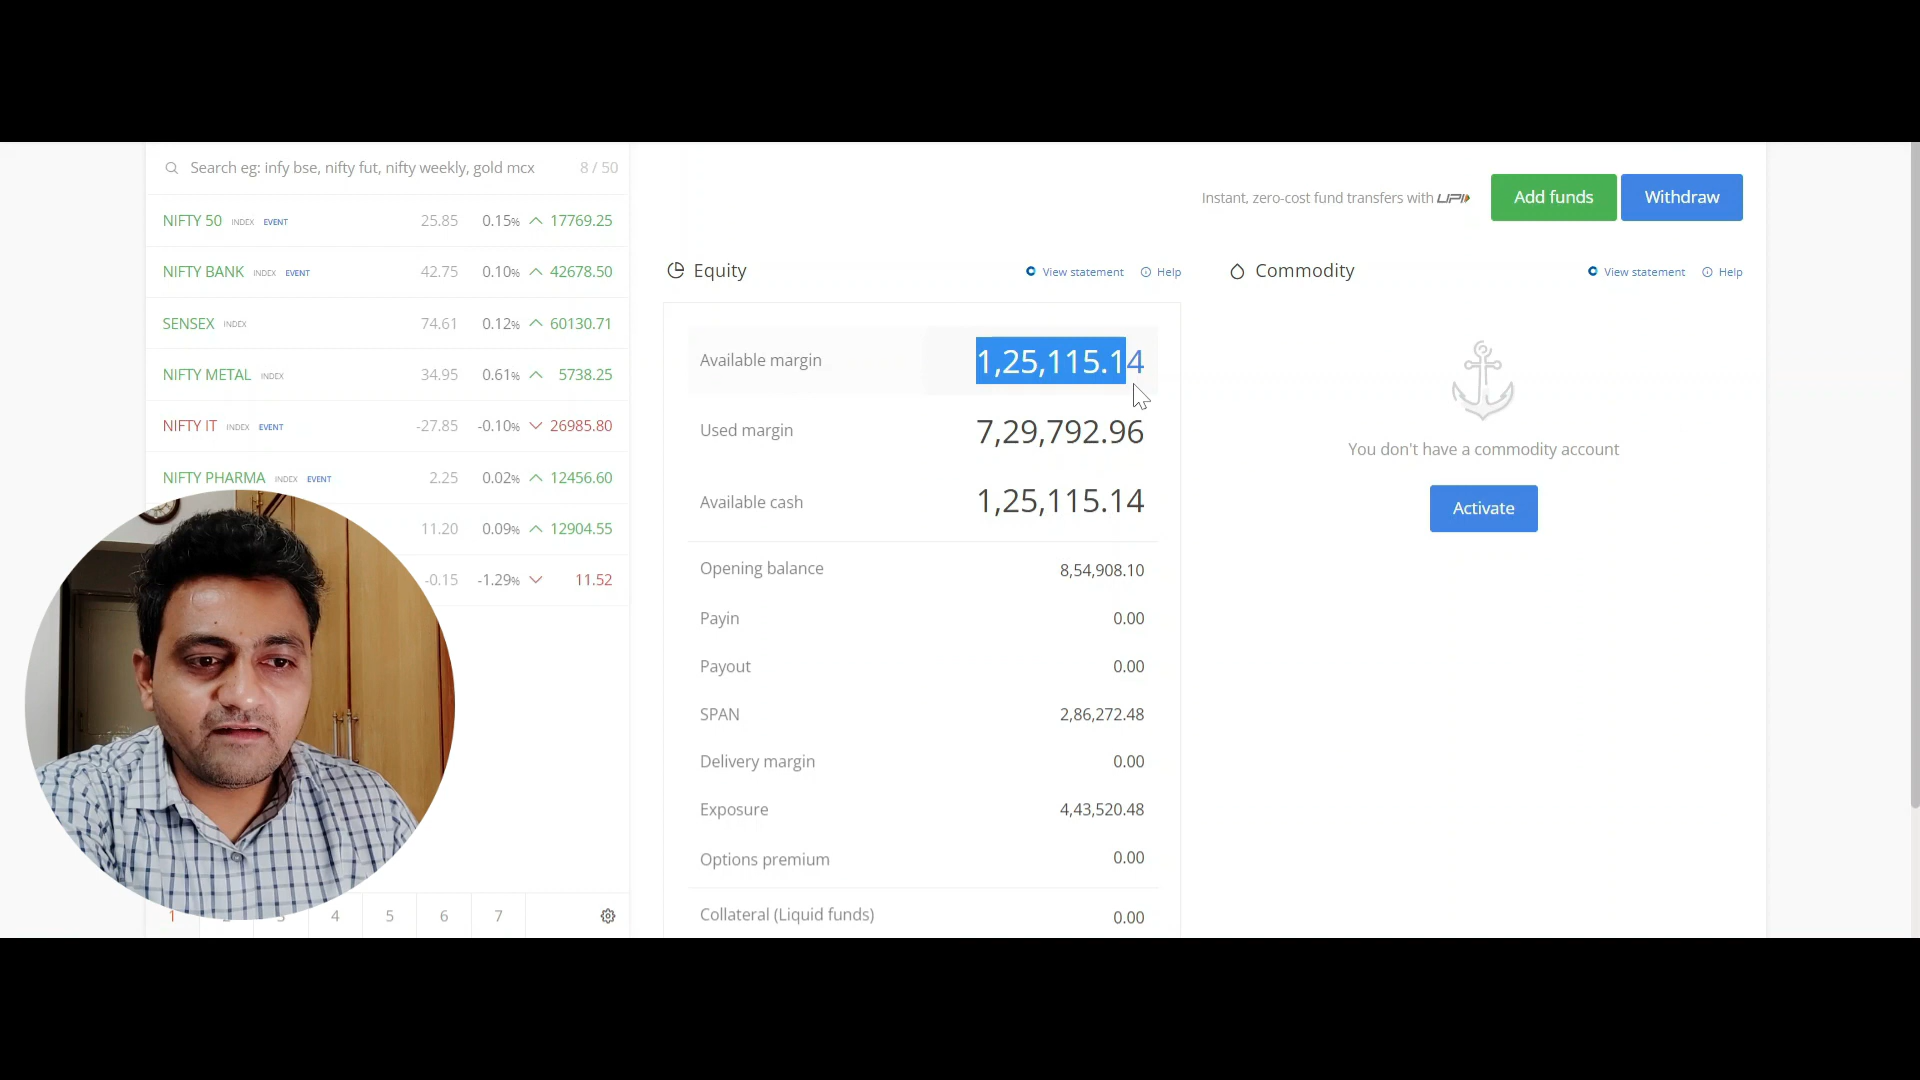 Search eg: infy bse, nifty fut, nifty weekly, gold mcx 8 / 50
NIFTY 50 INDEX EVENT 25.85 0.15% 17769.25
NIFTY BANK INDEX EVENT 42.75 0.10% 42678.50
SENSEX INDEX 74.61 0.12% 60130.71
NIFTY METAL INDEX 34.95 0.61% 5738.25
NIFTY IT INDEX EVENT -27.85 -0.10% 26985.80
NIFTY PHARMA INDEX EVENT 2.25 0.02% 12456.60
11.20 0.09% 12904.55
-0.15 -1.29% 11.52
1 4 5 6 7
Instant, zero-cost fund transfers with UPI Add funds Withdraw
Equity View statement Help
Available margin 1,25,115.14
Used margin 7,29,792.96
Available cash 1,25,115.14
Opening balance 8,54,908.10
Payin 0.00
Payout 0.00
SPAN 2,86,272.48
Delivery margin 0.00
Exposure 4,43,520.48
Options premium 0.00
Collateral (Liquid funds) 0.00
Commodity View statement Help
You don't have a commodity account
Activate